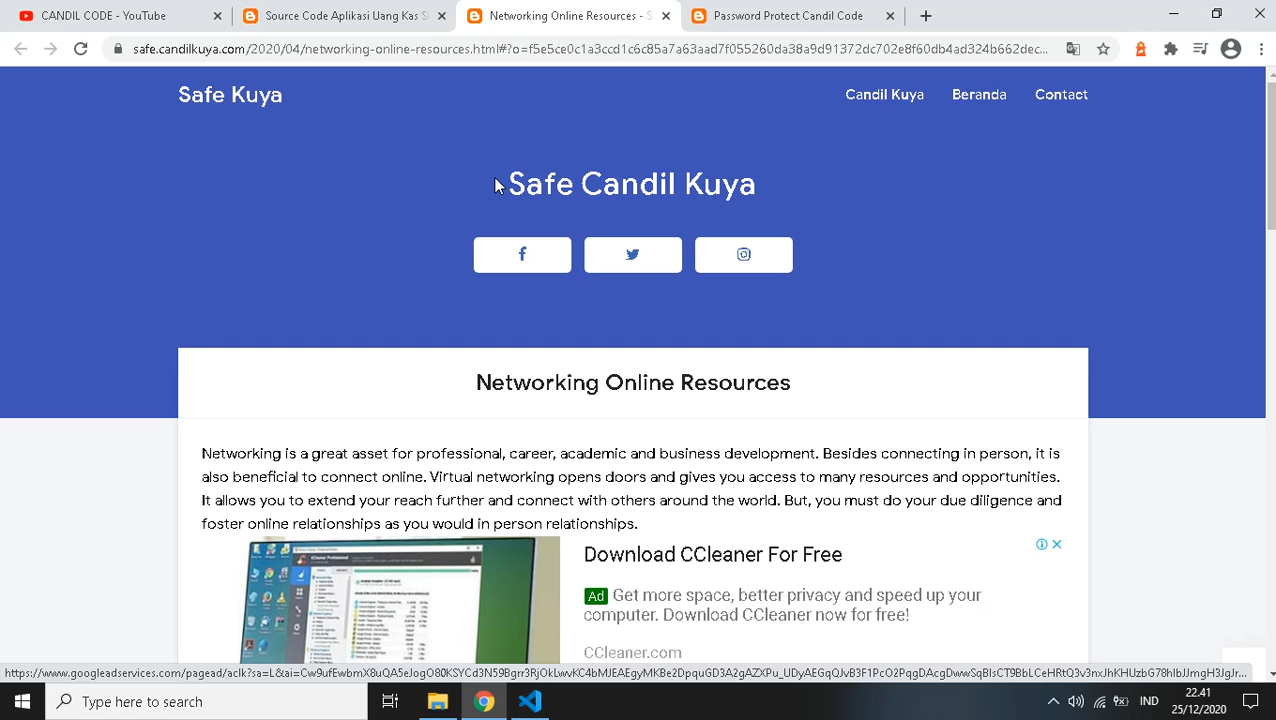 CANDIL CODE - YouTube
Source Code Aplikasi Uang Kas S
Networking Online Resources - S
Password Protect Candil Code
safe.candilkuya.com/2020/04/networking-online-resources.html#?o=f5e5ce0c1a3ccd1c6c85a7a63aad7f055260da38a9d91372dc702e8f60db4ad324b662dec...
Safe Kuya
Candil Kuya Beranda Contact
Safe Candil Kuya
Networking Online Resources
Networking is a great asset for professional, career, academic and business development. Besides connecting in person, it is
also beneficial to connect online. Virtual networking opens doors and gives you access to many resources and opportunities.
It allows you to extend your reach further and connect with others around the world. But, you must do your due diligence and
foster online relationships as you would in person relationships.
Download CCleaner For Free
Ad Get more space, better privacy and speed up your
computer. Download CCleaner now for free!
CCleaner.com
Type here to search
IND
22.41
25/12/2020